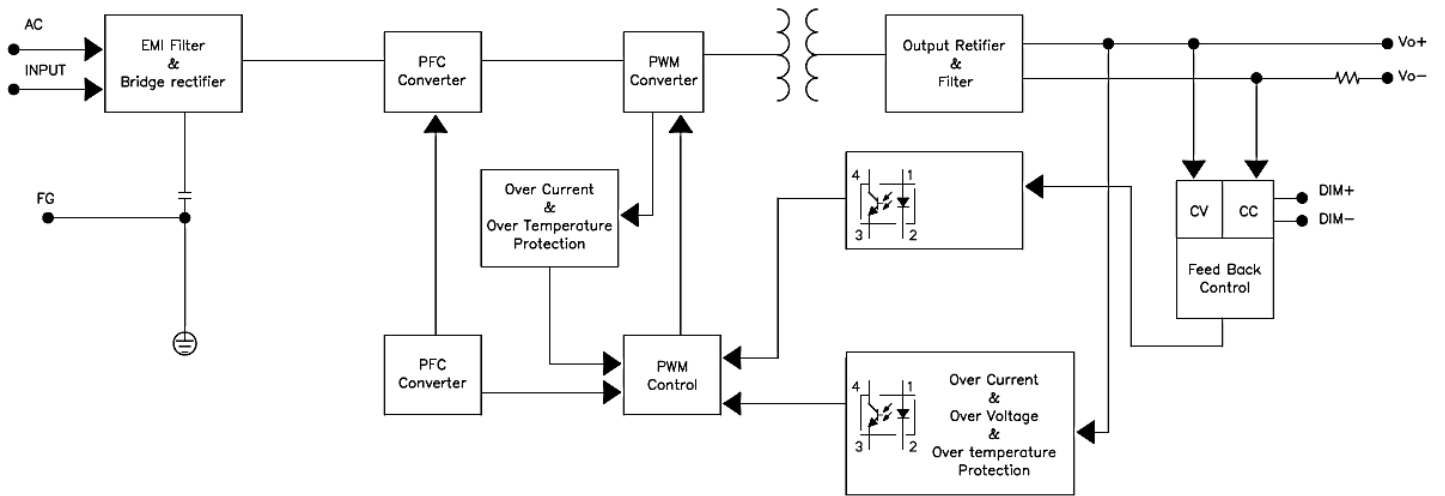 AC
INPUT
EMI Filter
&
Bridge rectifier
PFC
Converter
PWM
Converter
Output Retifier
&
Filter
Vo+
Vo-
FG
Over Current
&
Over Temperature
Protection
4 1
3 2
CV CC
DIM+
DIM-
Feed Back
Control
PFC
Converter
PWM
Control
4 1
3 2
Over Current
&
Over Voltage
&
Over temperature
Protection